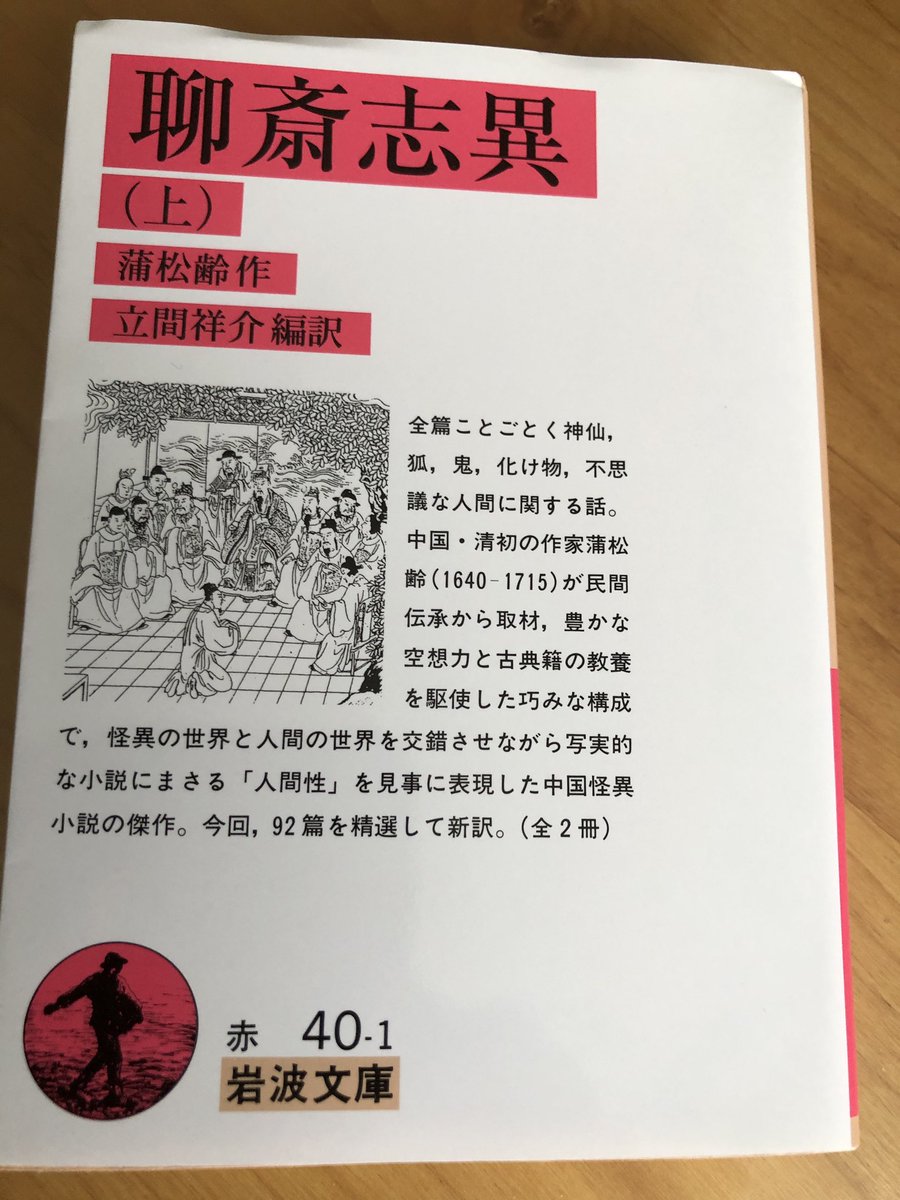 聊斎志異
（上）
蒲松齢作
立間祥介編訳
全篇ことごとく神仙，
狐，鬼，化け物，不思
議な人間に関する話。
中国・清初の作家蒲松
齢(1640-1715)が民間
伝承から取材，豊かな
空想力と古典籍の教養
を駆使した巧みな構成
で，怪異の世界と人間の世界を交錯させながら写実的
な小説にまさる「人間性」を見事に表現した中国怪異
小説の傑作。今回，92篇を精選して新訳。（全2冊）
赤 40-1
岩波文庫